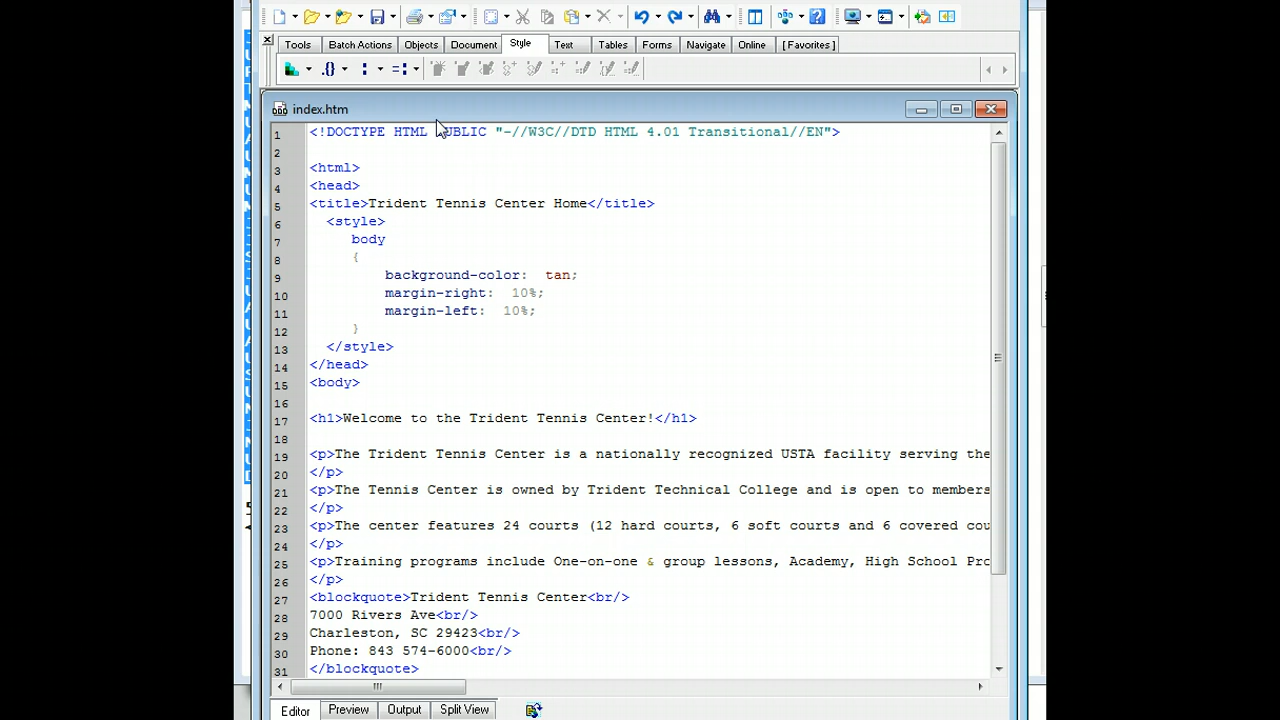 Tools Batch Actions Objects Document Style Text Tables Forms Navigate Online [ Favorites ]
index.htm
1 <!DOCTYPE HTML PUBLIC "-//W3C//DTD HTML 4.01 Transitional//EN">
2
3 <html>
4 <head>
5 <title>Trident Tennis Center Home</title>
6 <style>
7 body
8 {
9 background-color: tan;
10 margin-right: 10%;
11 margin-left: 10%;
12 }
13 </style>
14 </head>
15 <body>
16
17 <h1>Welcome to the Trident Tennis Center!</h1>
18
19 <p>The Trident Tennis Center is a nationally recognized USTA facility serving the
20 </p>
21 <p>The Tennis Center is owned by Trident Technical College and is open to members
22 </p>
23 <p>The center features 24 courts (12 hard courts, 6 soft courts and 6 covered cou
24 </p>
25 <p>Training programs include One-on-one & group lessons, Academy, High School Pro
26 </p>
27 <blockquote>Trident Tennis Center<br/>
28 7000 Rivers Ave<br/>
29 Charleston, SC 29423<br/>
30 Phone: 843 574-6000<br/>
31 </blockquote>
Editor Preview Output Split View